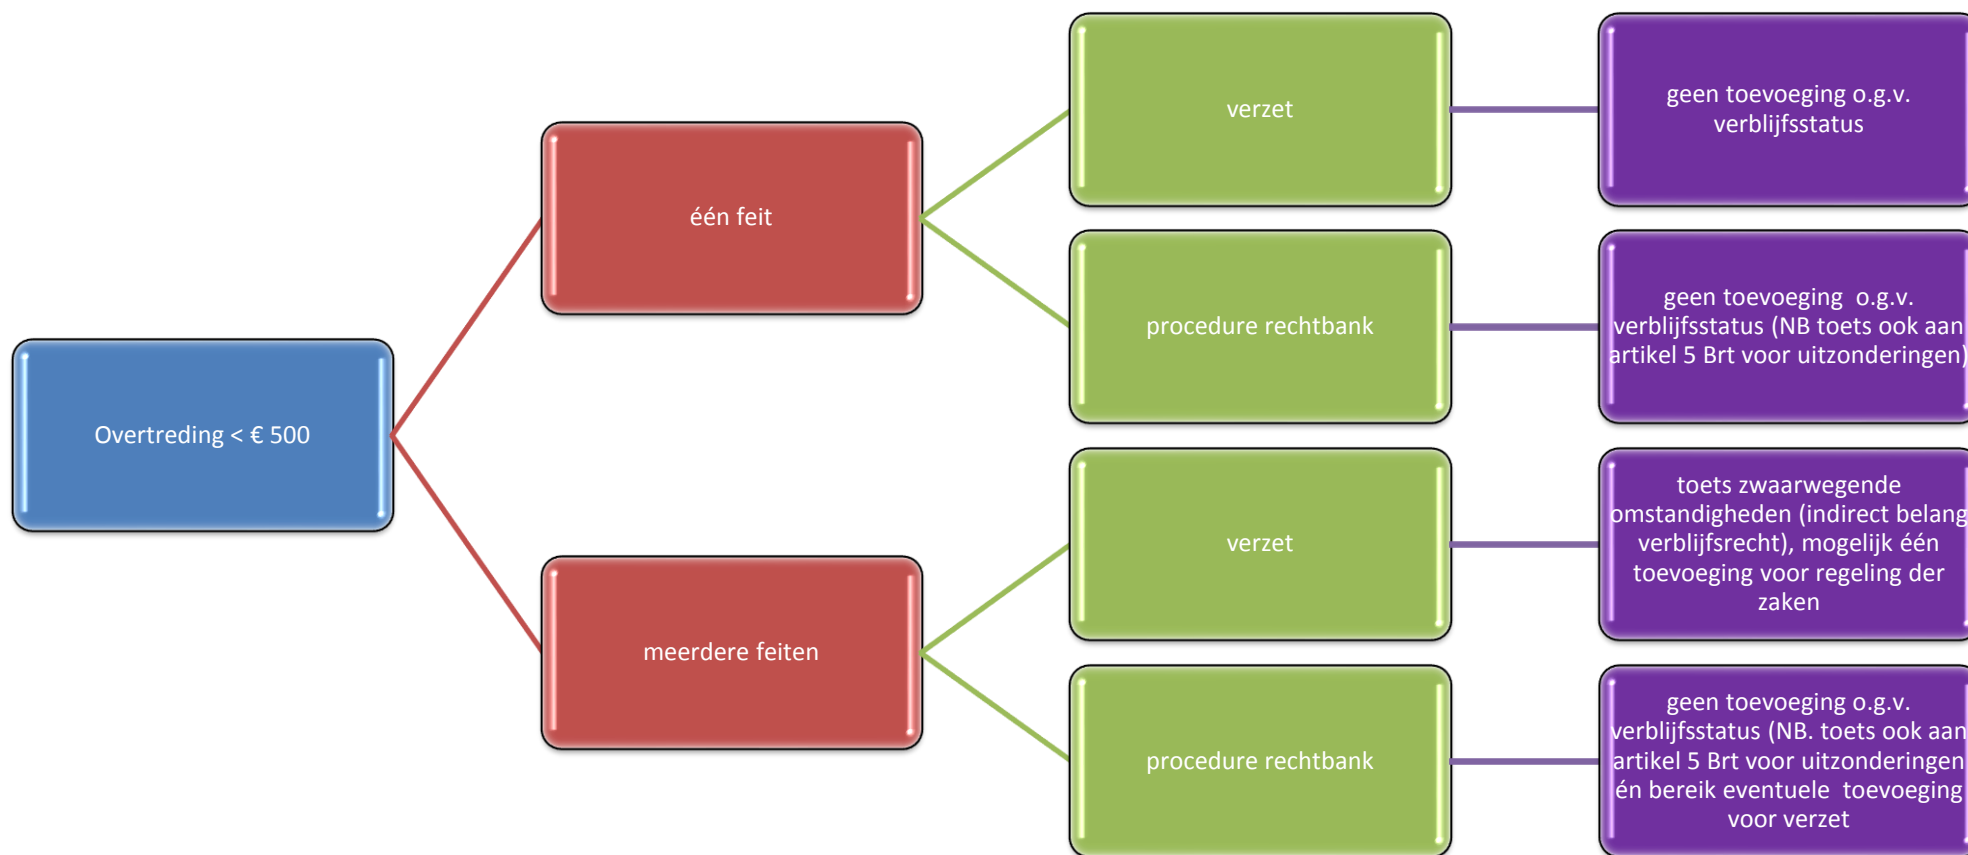 Overtreding < € 500
één feit
verzet
geen toevoeging o.g.v.
verblijfsstatus
procedure rechtbank
geen toevoeging  o.g.v.
verblijfsstatus (NB toets ook aan
artikel 5 Brt voor uitzonderingen)
meerdere feiten
verzet
toets zwaarwegende
omstandigheden (indirect belang
verblijfsrecht), mogelijk één
toevoeging voor regeling der
zaken
procedure rechtbank
geen toevoeging o.g.v.
verblijfsstatus (NB. toets ook aan
artikel 5 Brt voor uitzonderingen
én bereik eventuele  toevoeging
voor verzet